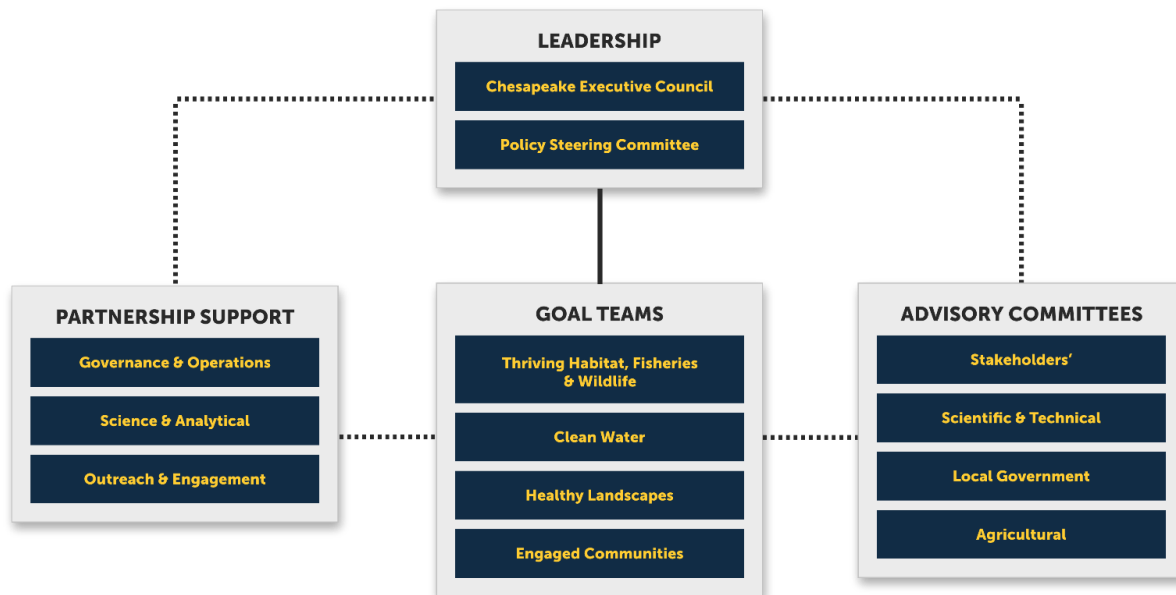 LEADERSHIP
Chesapeake Executive Council
Policy Steering Committee
PARTNERSHIP SUPPORT
Governance & Operations
Science & Analytical
Outreach & Engagement
GOAL TEAMS
Thriving Habitat, Fisheries
& Wildlife
Clean Water
Healthy Landscapes
Engaged Communities
ADVISORY COMMITTEES
Stakeholders‘
Scientific & Technical
Local Government
Agricultural